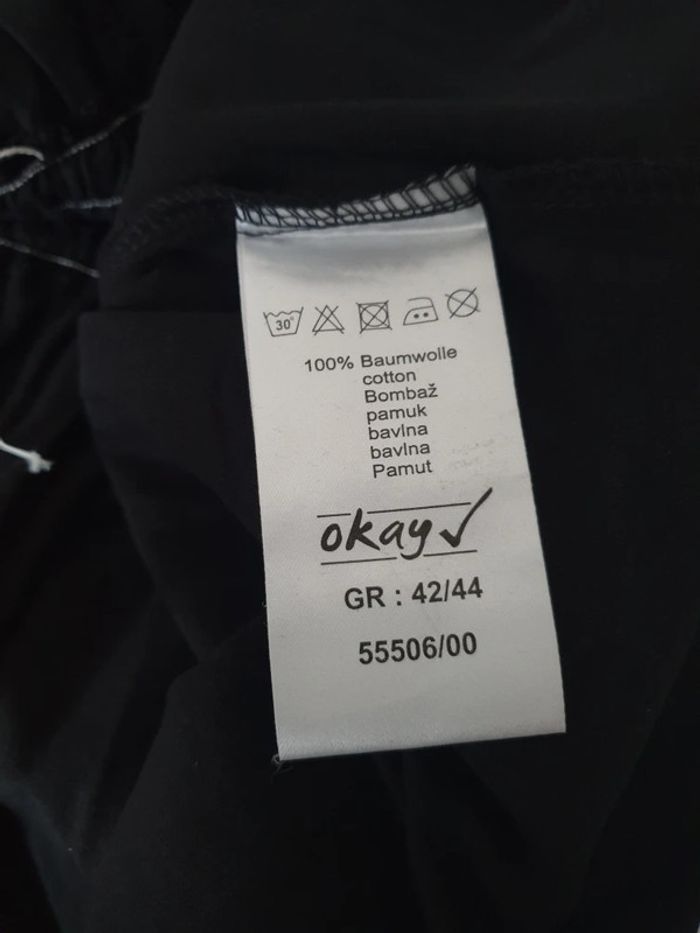 30°
100% Baumwolle
cotton
Bombaž
pamuk
bavlna
bavlna
Pamut
okay
GR : 42/44
55506/00